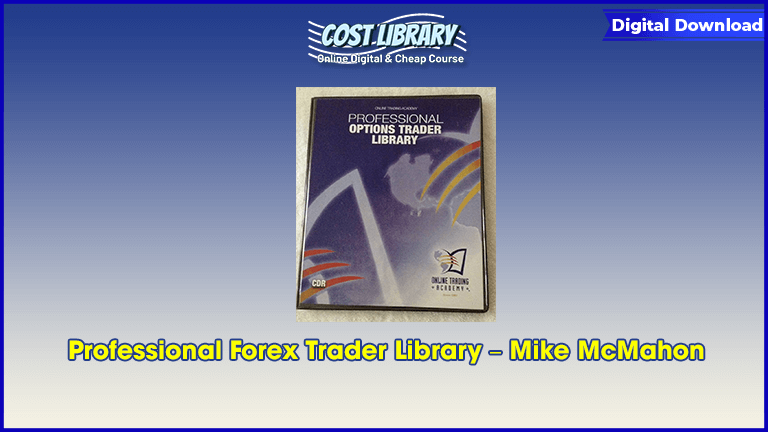 COST LIBRARY
Online Digital & Cheap Course
Digital Download
ONLINE TRADING ACADEMY
PROFESSIONAL
OPTIONS TRADER
LIBRARY
CDR
ONLINE TRADING
ACADEMY
Professional Forex Trader Library – Mike McMahon